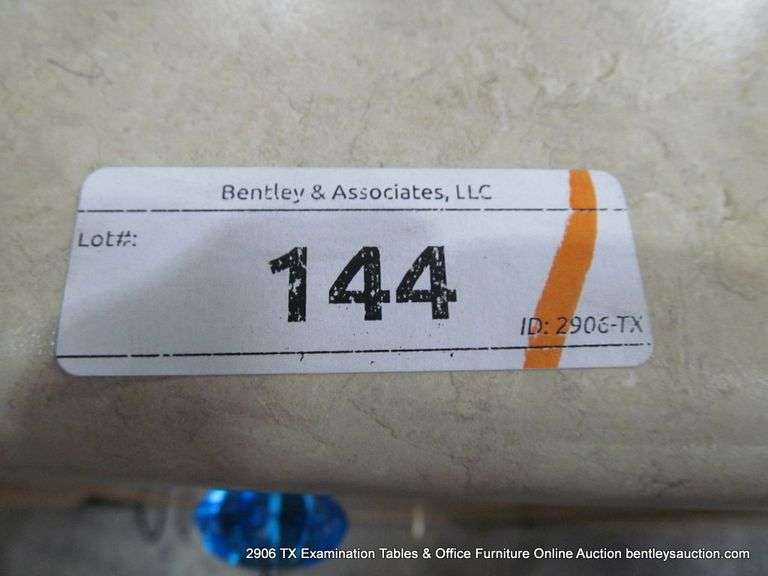 Bentley & Associates, LLC
Lot#:
144
ID: 2906-TX
2906 TX Examination Tables & Office Furniture Online Auction bentleysauction.com